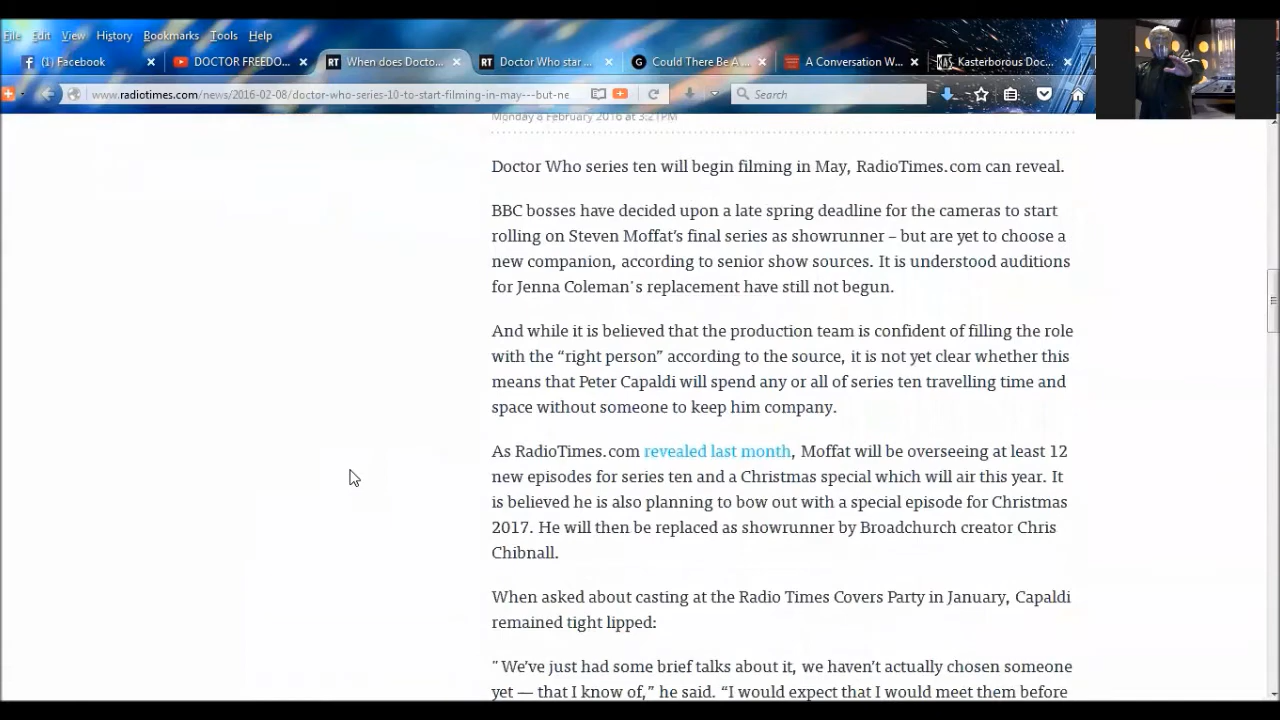 File Edit View History Bookmarks Tools Help
(1) Facebook DOCTOR FREEDO... RT When does Docto... RT Doctor Who star ... G Could There Be A ... A Conversation W... KAS Kasterborous Doc...
www.radiotimes.com/news/2016-02-08/doctor-who-series-10-to-start-filming-in-may---but-ne Search
Monday 8 February 2016 at 3:21PM
Doctor Who series ten will begin filming in May, RadioTimes.com can reveal.
BBC bosses have decided upon a late spring deadline for the cameras to start
rolling on Steven Moffat’s final series as showrunner – but are yet to choose a
new companion, according to senior show sources. It is understood auditions
for Jenna Coleman's replacement have still not begun.
And while it is believed that the production team is confident of filling the role
with the “right person” according to the source, it is not yet clear whether this
means that Peter Capaldi will spend any or all of series ten travelling time and
space without someone to keep him company.
As RadioTimes.com revealed last month, Moffat will be overseeing at least 12
new episodes for series ten and a Christmas special which will air this year. It
is believed he is also planning to bow out with a special episode for Christmas
2017. He will then be replaced as showrunner by Broadchurch creator Chris
Chibnall.
When asked about casting at the Radio Times Covers Party in January, Capaldi
remained tight lipped:
"We’ve just had some brief talks about it, we haven’t actually chosen someone
yet — that I know of,” he said. “I would expect that I would meet them before